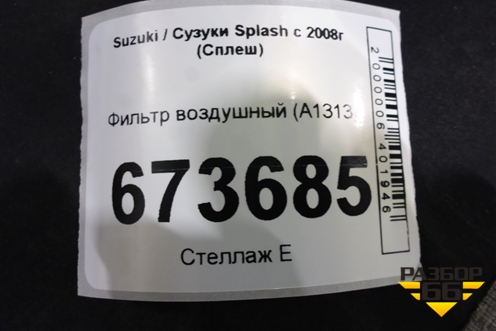 Suzuki / Сузуки Splash с 2008г
(Сплеш)
Фильтр воздушный (A1313
673685
Стеллаж Е
2000006401946
РАЗБОР
66